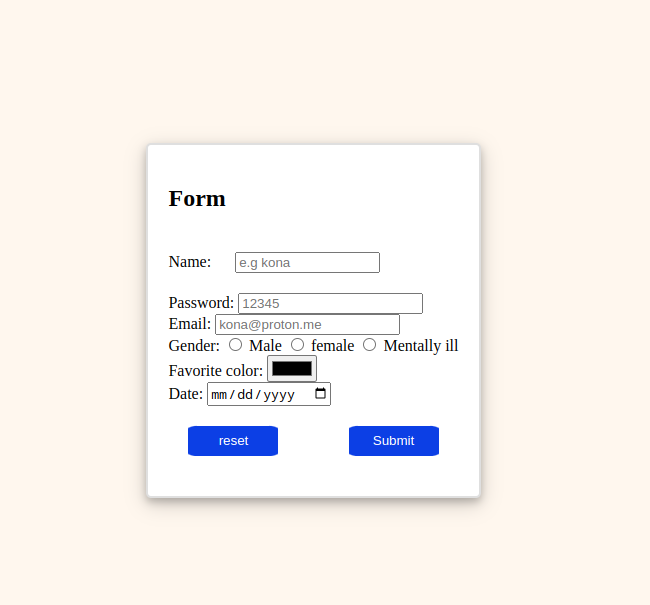 Form
Name: e.g kona
Password: 12345
Email: kona@proton.me
Gender: Male female Mentally ill
Favorite color:
Date: mm/dd/yyyy
reset Submit